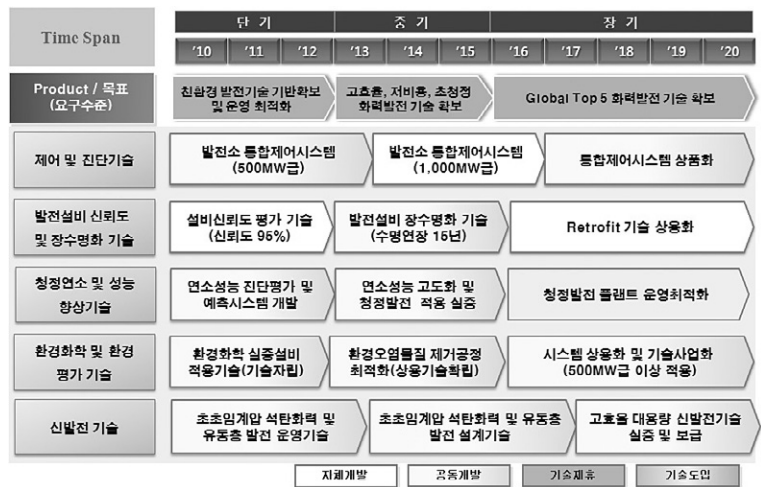 Time Span
단 기
중 기
장 기
'10
'11
'12
'13
'14
'15
'16
'17
'18
'19
'20
Product / 목표
(요구수준)
친환경 발전기술 기반확보
및 운영 최적화
고효율, 저비용, 초청정
화력발전 기술 확보
Global Top 5 화력발전 기술 확보
제어 및 진단기술
발전소 통합제어시스템
(500MW급)
발전소 통합제어시스템
(1,000MW급)
통합제어시스템 상품화
발전설비 신뢰도
및 장수명화 기술
설비신뢰도 평가 기술
(신뢰도 95%)
발전설비 장수명화 기술
(수명연장 15년)
Retrofit 기술 상용화
청정연소 및 성능
향상기술
연소성능 진단평가 및
예측시스템 개발
연소성능 고도화 및
청정발전 적용 실증
청정발전 플랜트 운영최적화
환경화학 및 환경
평가 기술
환경화학 실증설비
적용기술(기술자립)
환경오염물질 제거공정
최적화(상용기술확립)
시스템 상용화 및 기술사업화
(500MW급 이상 적용)
신발전 기술
초초임계압 석탄화력 및
유동층 발전 운영기술
초초임계압 석탄화력 및 유동층
발전 설계기술
고효율 대용량 신발전기술
실증 및 보급
자체개발
공동개발
기술제휴
기술도입